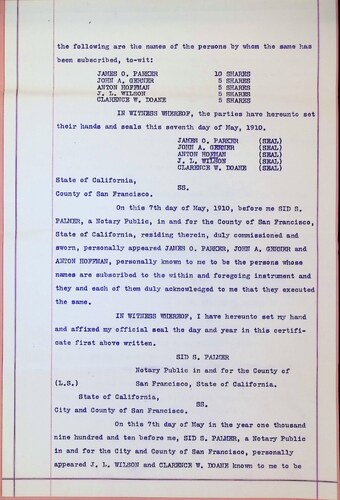 the following are the names of the persons by whom the same has
been subscribed, to-wit:
JAMES O. PARKER 10 SHARES
JOHN A. GERNER 5 SHARES
ANTON HOFFMAN 5 SHARES
J. L. WILSON 5 SHARES
CLARENCE W. DOANE 5 SHARES
IN WITNESS WHEREOF, the parties have hereunto set
their hands and seals this seventh day of May, 1910.
JAMES O. PARKER (SEAL)
JOHN A. GERNER (SEAL)
ANTON HOFMAN (SEAL)
J. L. WILSON (SEAL)
CLARENCE W. DOANE (SEAL)
State of California,
SS.
County of San Francisco.
On this 7th day of May, 1910, before me SID S.
PALMER, a Notary Public, in and for the County of San Francisco,
State of California, residing therein, duly commissioned and
sworn, personally appeared JAMES O. PARKER, JOHN A. GERNER and
ANTON HOFFMAN, personally known to me to be the persons whose
names are subscribed to the within and foregoing instrument and
they and each of them duly acknowledged to me that they executed
the same.
IN WITNESS WHEREOF, I have hereunto set my hand
and affixed my official seal the day and year in this certifi-
cate first above written.
SID S. PALMER
Notary Public in and for the County of
(L.S.) San Francisco, State of California.
State of California,
SS.
City and County of San Francisco.
On this 7th day of May in the year one thousand
nine hundred and ten before me, SID S. PALMER, a Notary Public
in and for the City and County of San Francisco, personally
appeared J. L. WILSON and CLARENCE W. DOANE known to me to be